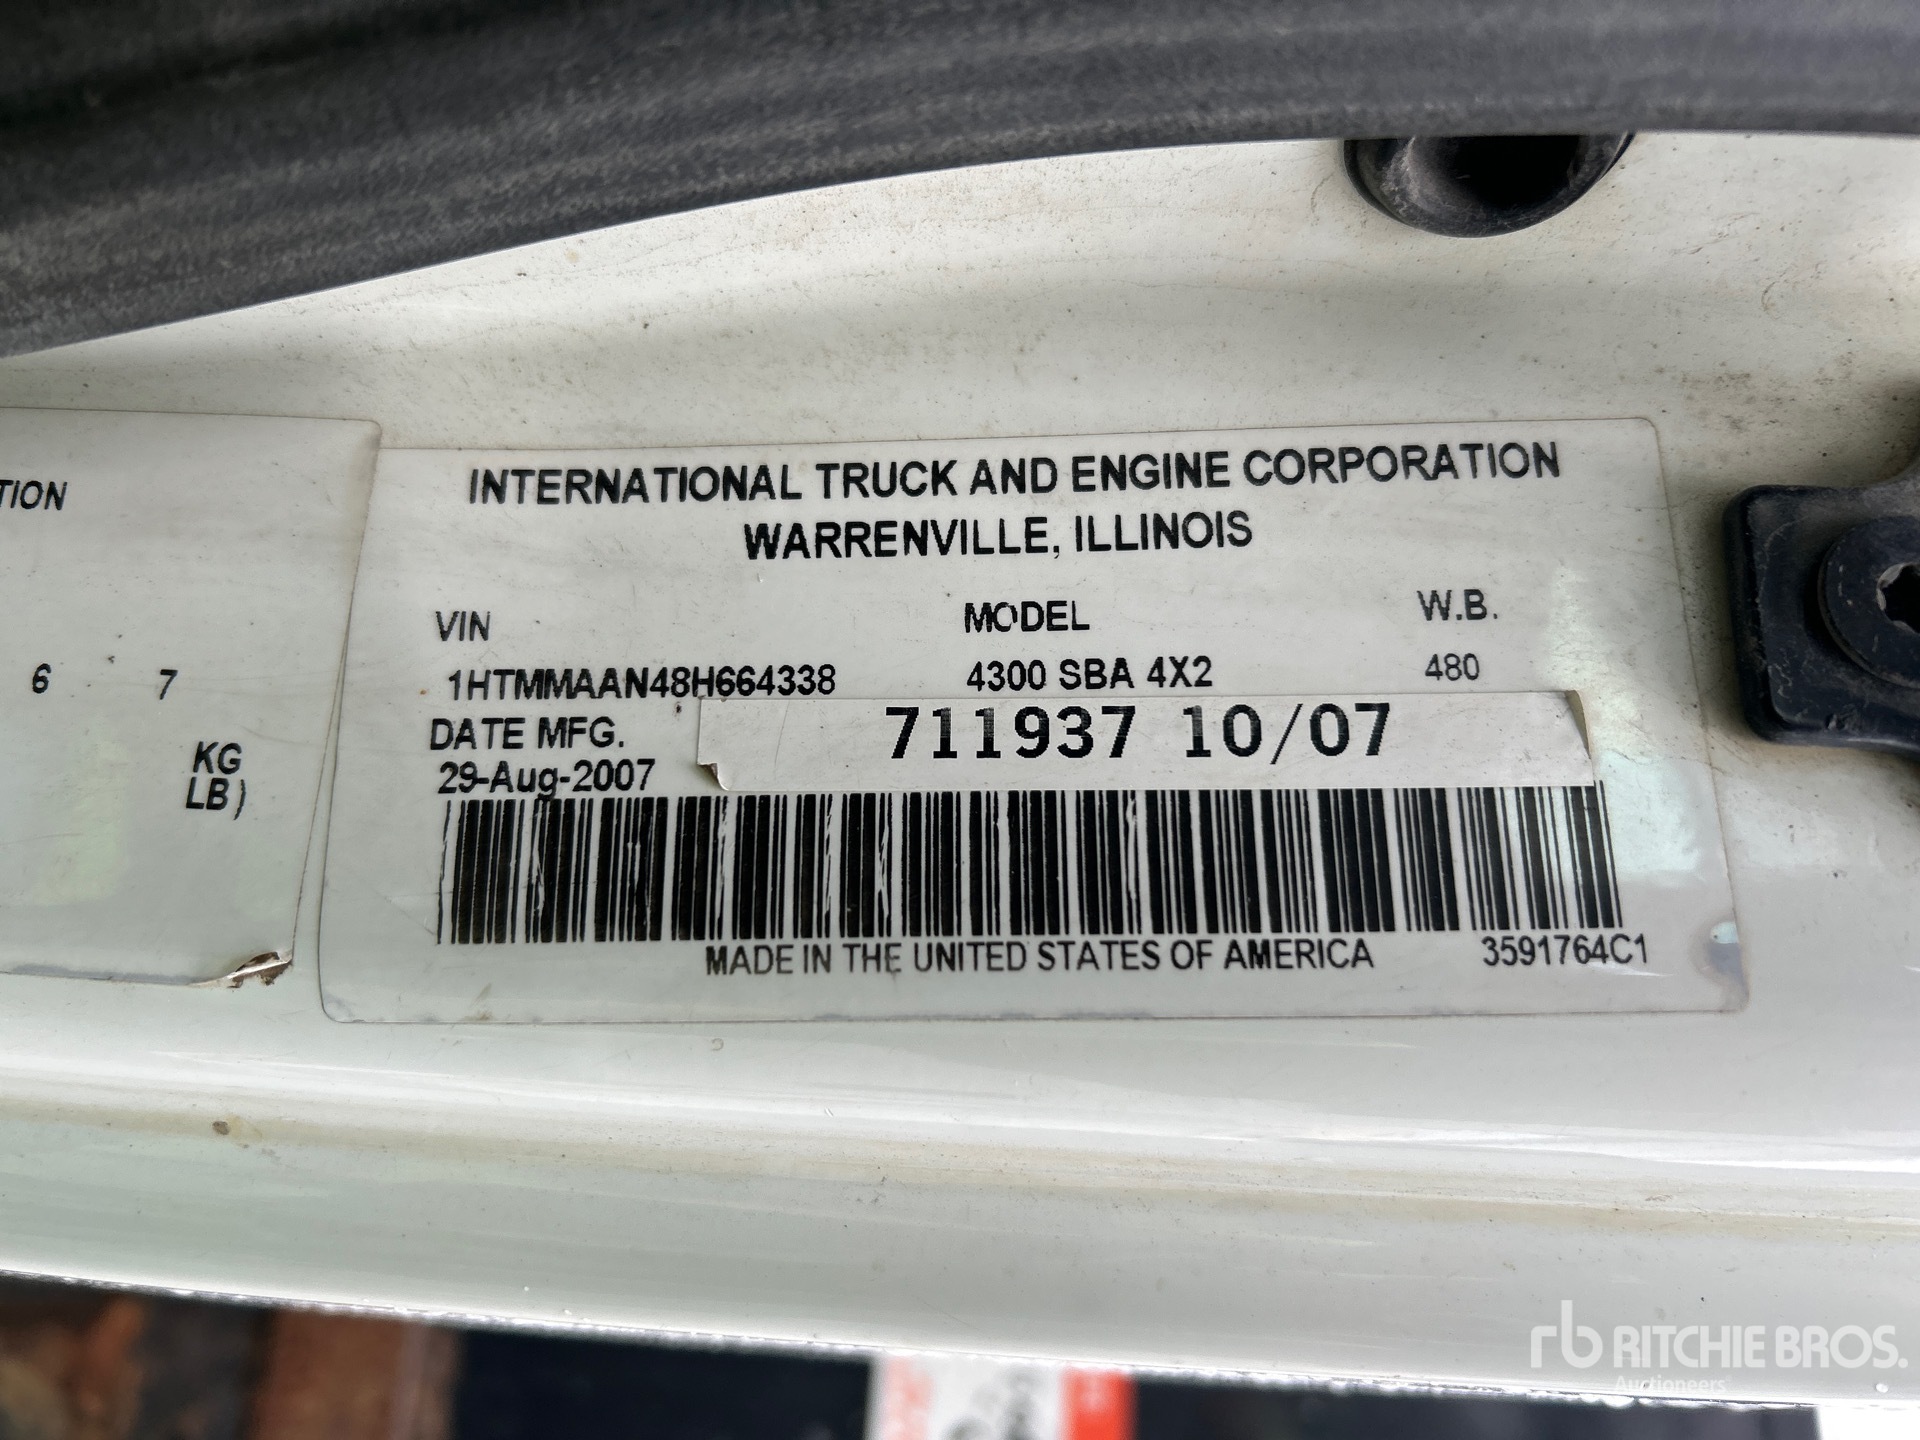 TION
6 7
KG
LB)
INTERNATIONAL TRUCK AND ENGINE CORPORATION
WARRENVILLE, ILLINOIS
VIN MODEL W.B.
1HTMMAAN48H664338 4300 SBA 4X2 480
DATE MFG. 711937 10/07
29-Aug-2007
MADE IN THE UNITED STATES OF AMERICA 3591764C1
rb RITCHIE BROS.
Auctioneers